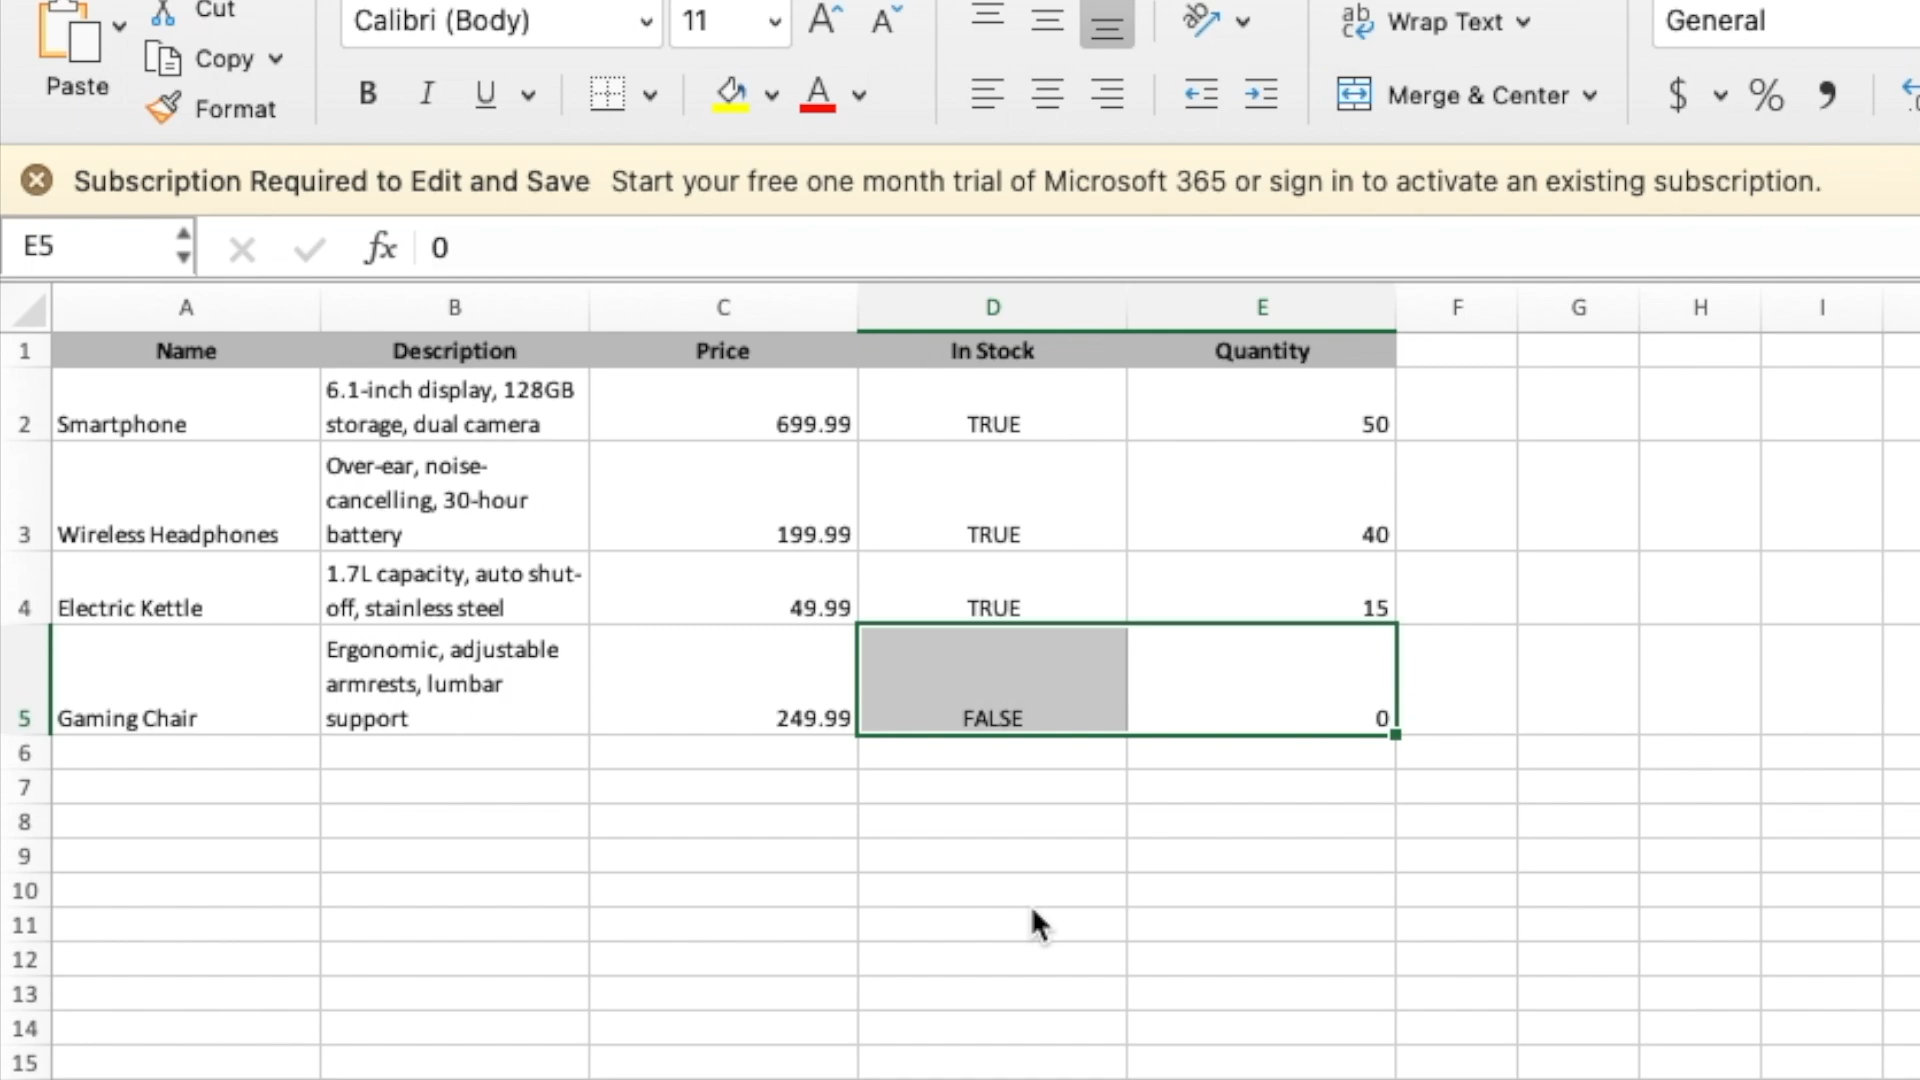 Cut
Calibri (Body) 11 A A ab Wrap Text General
Paste Copy
Format B I U A Merge & Center $ % ,
Subscription Required to Edit and Save Start your free one month trial of Microsoft 365 or sign in to activate an existing subscription.
E5 fx 0
A B C D E F G H I
1 Name Description Price In Stock Quantity
6.1-inch display, 128GB
2 Smartphone storage, dual camera 699.99 TRUE 50
Over-ear, noise-
cancelling, 30-hour
3 Wireless Headphones battery 199.99 TRUE 40
1.7L capacity, auto shut-
4 Electric Kettle off, stainless steel 49.99 TRUE 15
Ergonomic, adjustable
armrests, lumbar
5 Gaming Chair support 249.99 FALSE 0
6
7
8
9
10
11
12
13
14
15